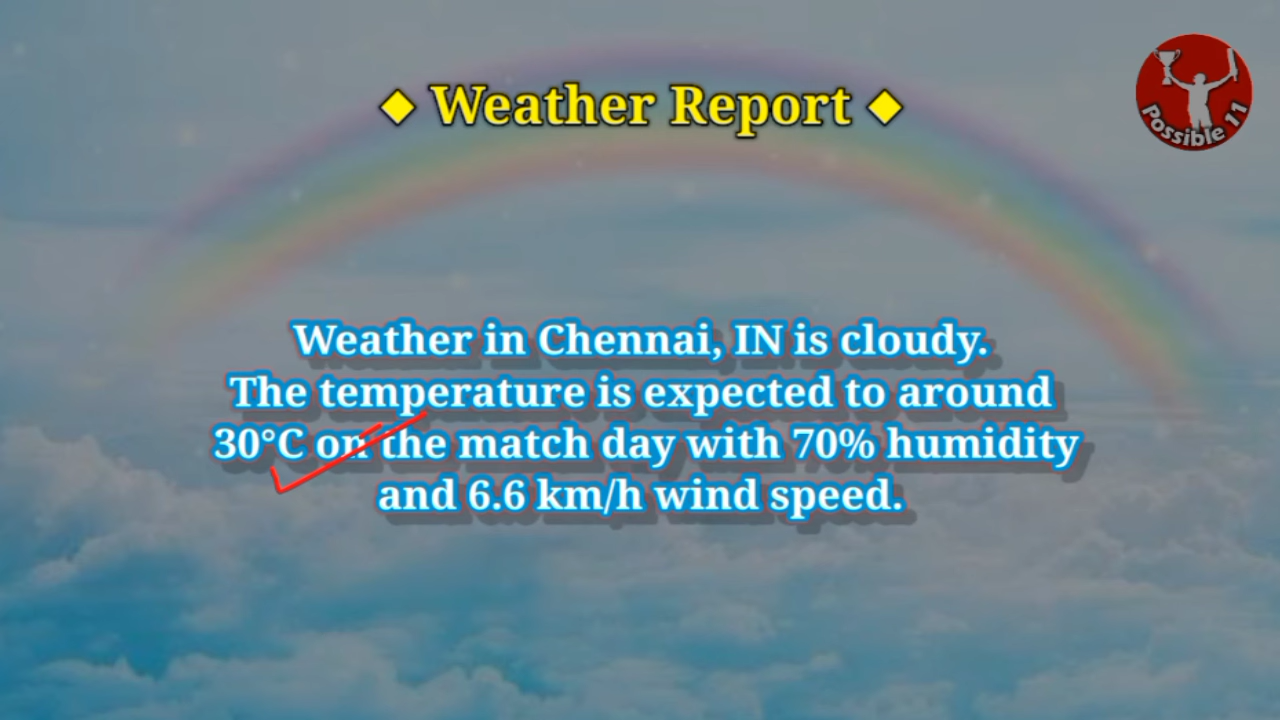 ◆ Weather Report ◆
Possible 11
Weather in Chennai, IN is cloudy.
The temperature is expected to around
30°C on the match day with 70% humidity
and 6.6 km/h wind speed.